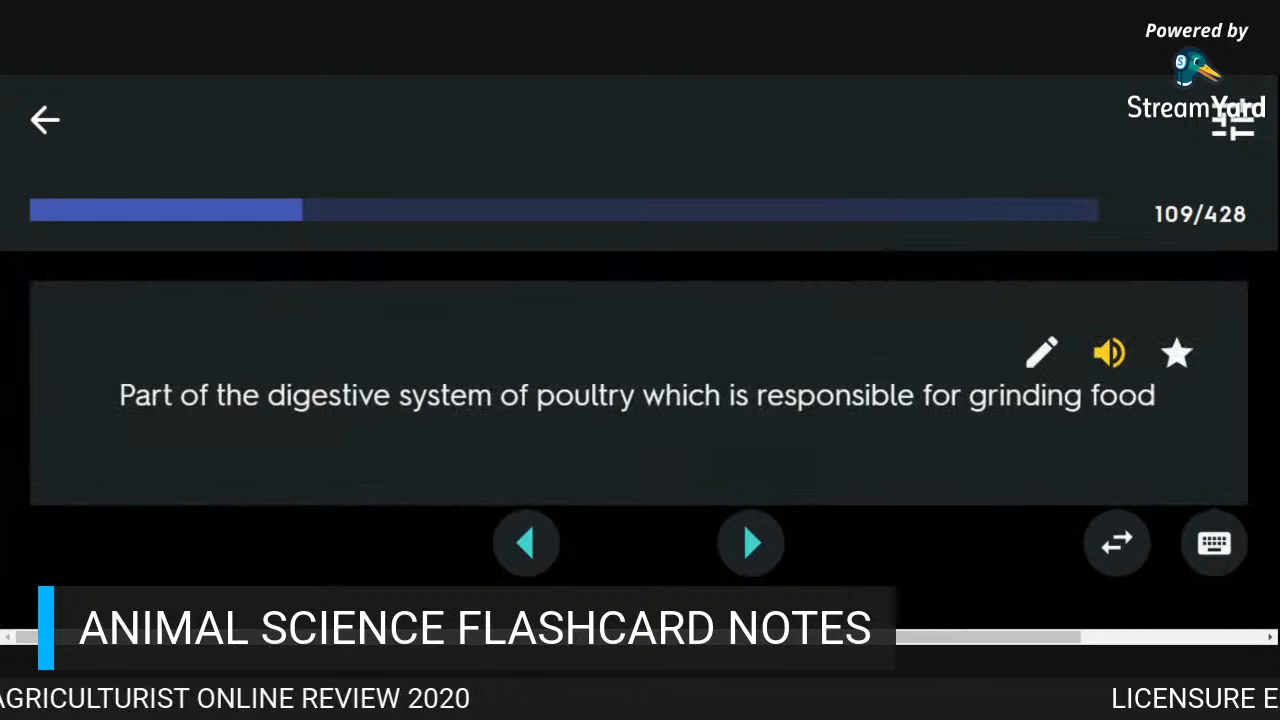 Powered by
StreamYard
109/428
Part of the digestive system of poultry which is responsible for grinding food
ANIMAL SCIENCE FLASHCARD NOTES
AGRICULTURIST ONLINE REVIEW 2020
LICENSURE E